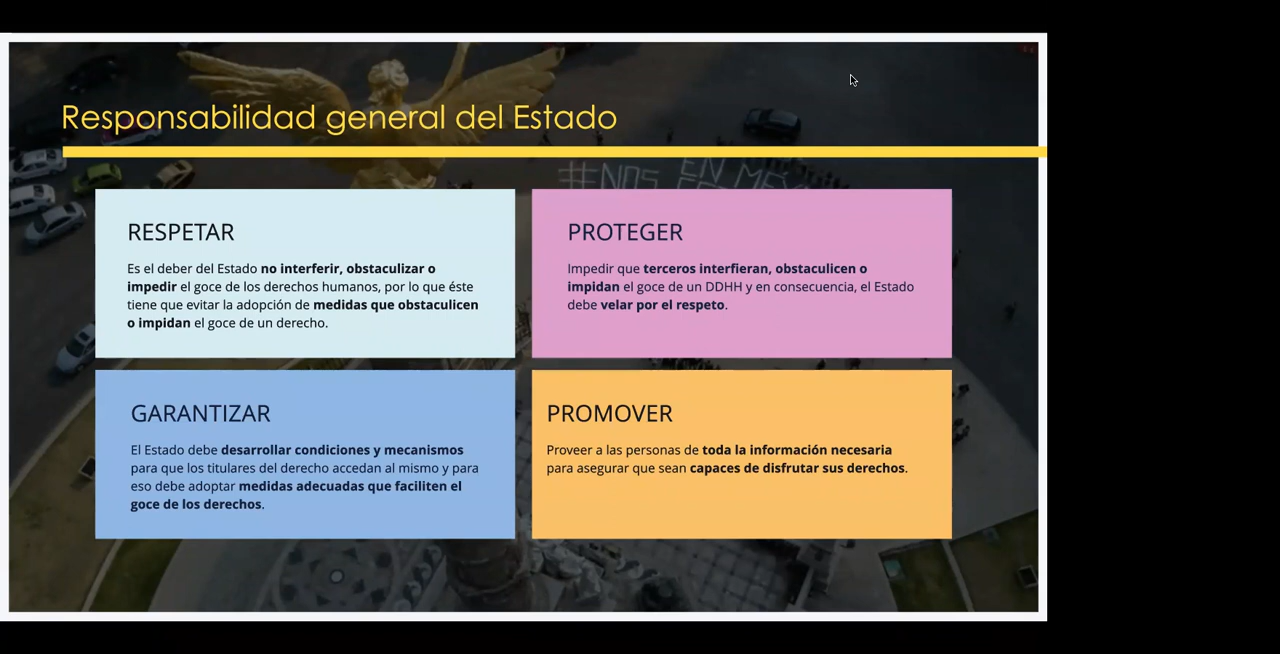 Responsabilidad general del Estado
#NOS
EN MÉX
RESPETAR
Es el deber del Estado no interferir, obstaculizar o
impedir el goce de los derechos humanos, por lo que éste
tiene que evitar la adopción de medidas que obstaculicen
o impidan el goce de un derecho.
PROTEGER
Impedir que terceros interfieran, obstaculicen o
impidan el goce de un DDHH y en consecuencia, el Estado
debe velar por el respeto.
GARANTIZAR
El Estado debe desarrollar condiciones y mecanismos
para que los titulares del derecho accedan al mismo y para
eso debe adoptar medidas adecuadas que faciliten el
goce de los derechos.
PROMOVER
Proveer a las personas de toda la información necesaria
para asegurar que sean capaces de disfrutar sus derechos.